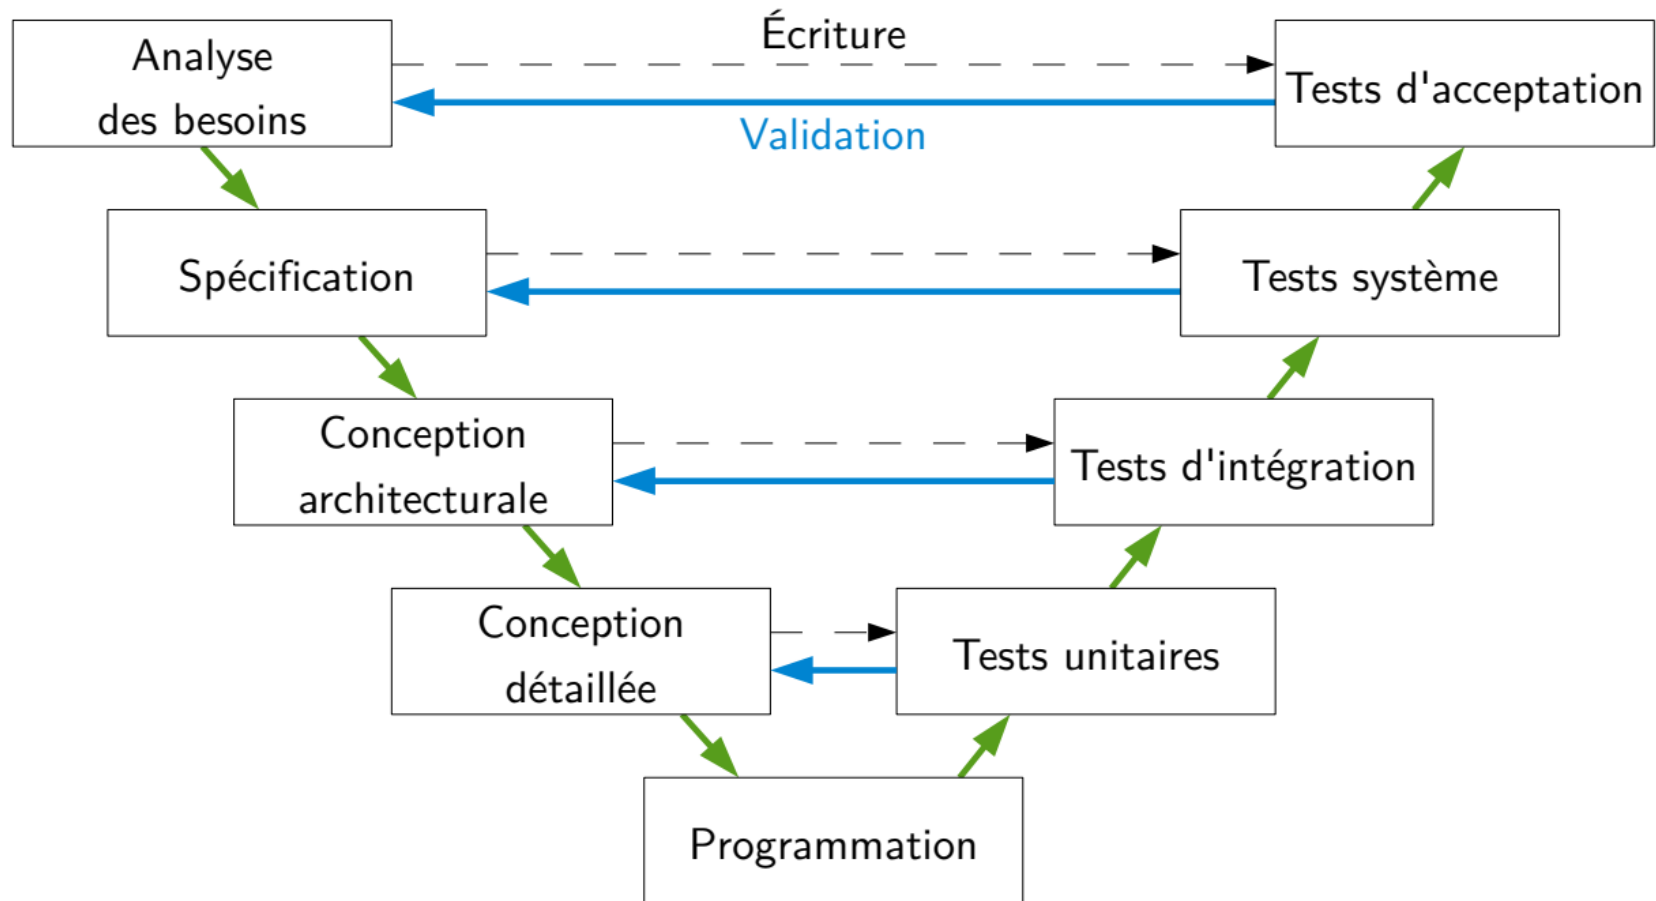 Analyse
des besoins
Écriture
Validation
Tests d'acceptation
Spécification
Tests système
Conception
architecturale
Tests d'intégration
Conception
détaillée
Tests unitaires
Programmation